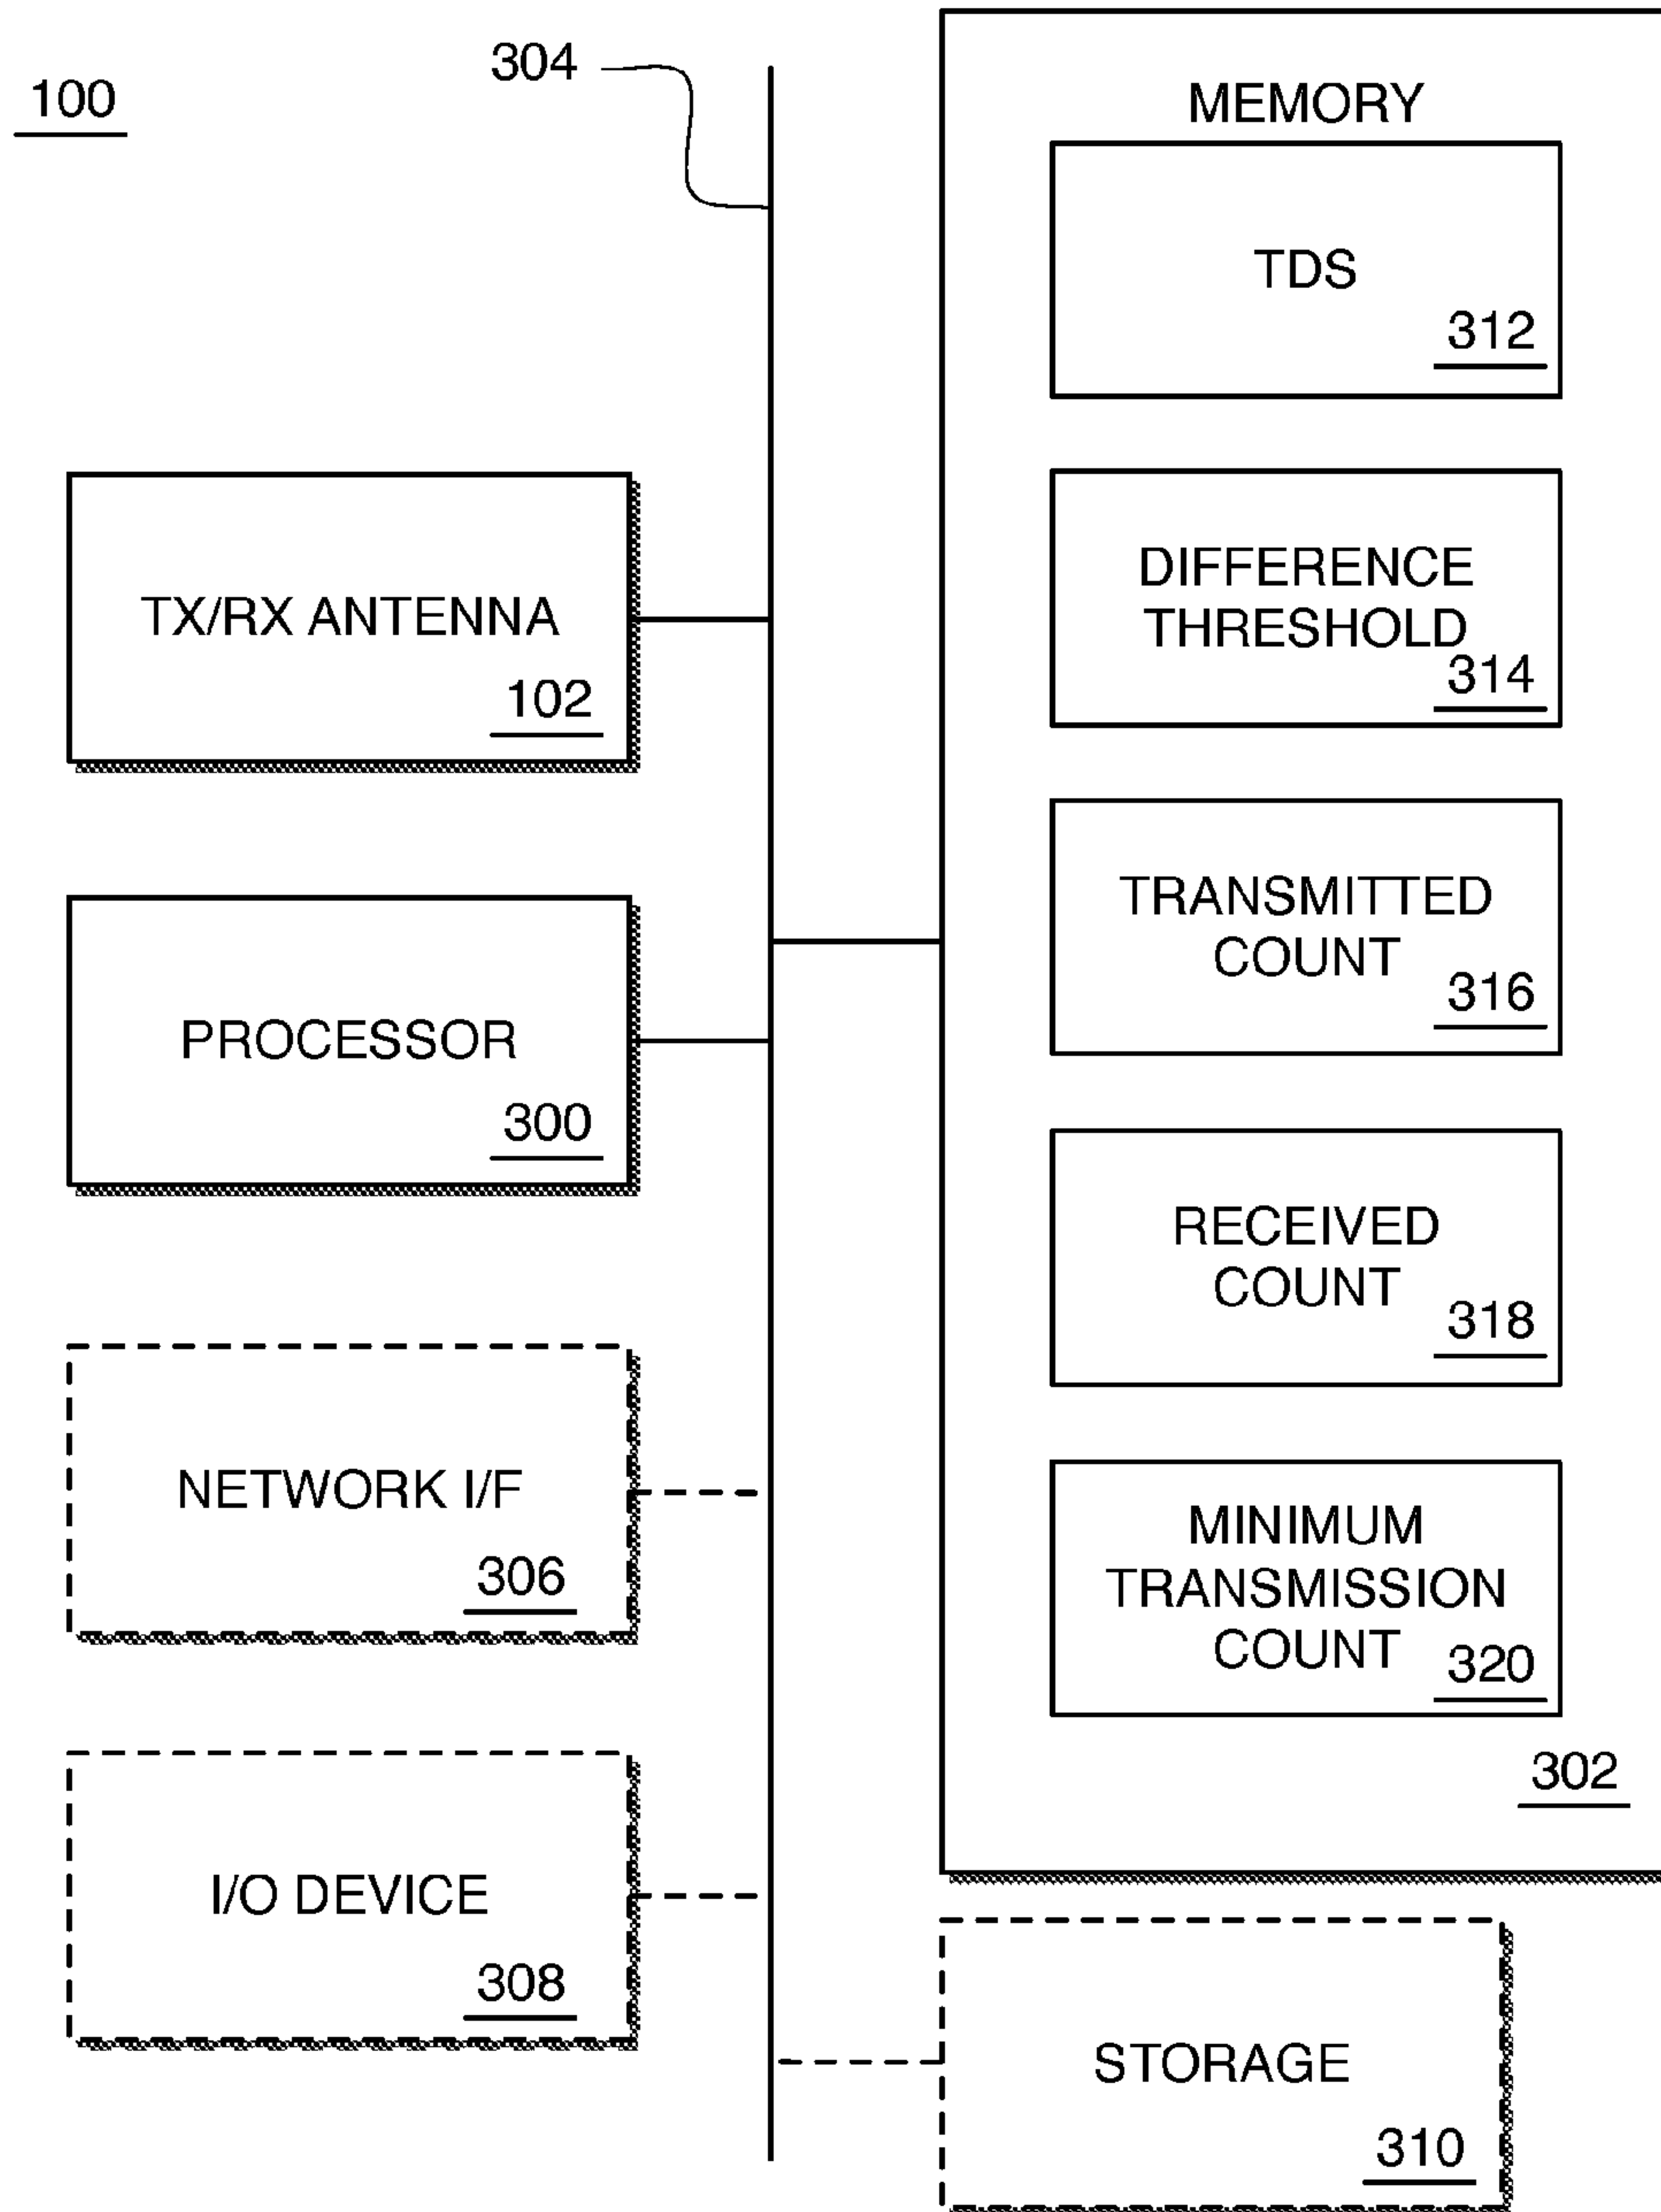 100
304
MEMORY
TDS
312
DIFFERENCE
THRESHOLD
314
TRANSMITTED
COUNT
316
RECEIVED
COUNT
318
MINIMUM
TRANSMISSION
COUNT
320
302
TX/RX ANTENNA
102
PROCESSOR
300
NETWORK I/F
306
I/O DEVICE
308
STORAGE
310